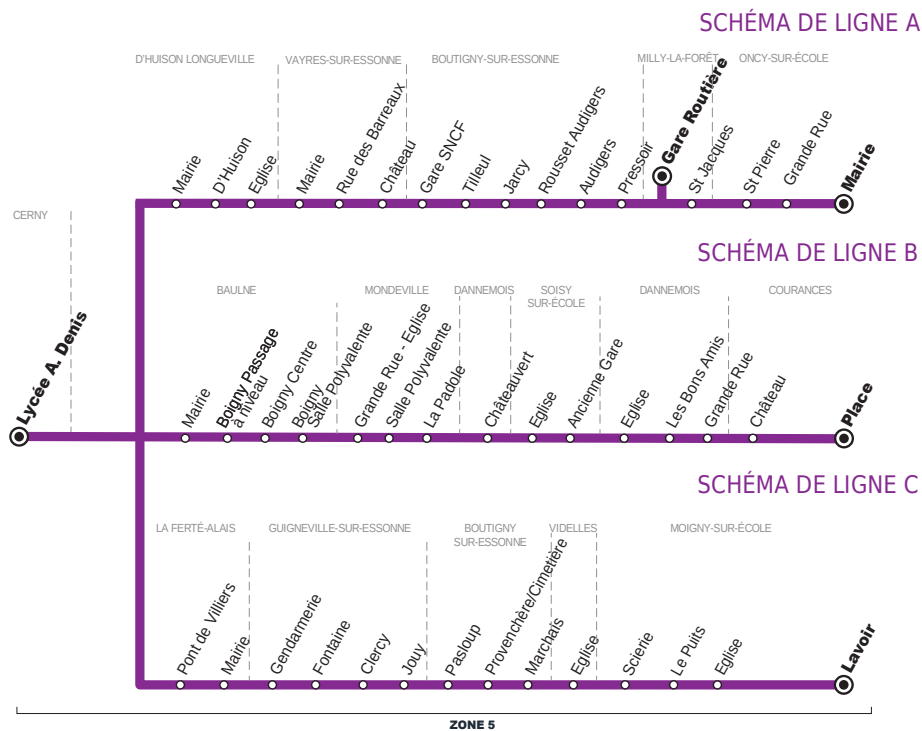 SCHÉMA DE LIGNE A
D'HUISON LONGUEVILLE
VAYRES-SUR-ESSONNE
BOUTIGNY-SUR-ESSONNE
MILLY-LA-FORÊT
ONCY-SUR-ÉCOLE
Mairie
D'Huison
Eglise
Mairie
Rue des Barreaux
Château
Gare SNCF
Tilleul
Jarcy
Rousset Audigers
Audigers
Pressoir
Gare Routière
St Jacques
St Pierre
Grande Rue
Mairie
CERNY
Lycée A. Denis
SCHÉMA DE LIGNE B
BAULNE
MONDEVILLE
DANNEMOIS
SOISY
SUR-ÉCOLE
DANNEMOIS
COURANCES
Mairie
Boigny Passage
à niveau
Boigny Centre
Boigny
Salle Polyvalente
Grande Rue - Eglise
Salle Polyvalente
La Padole
Châteauvert
Eglise
Ancienne Gare
Eglise
Les Bons Amis
Grande Rue
Château
Place
SCHÉMA DE LIGNE C
LA FERTÉ-ALAIS
GUIGNEVILLE-SUR-ESSONNE
BOUTIGNY
SUR-ESSONNE
VIDELLES
MOIGNY-SUR-ÉCOLE
Pont de Villiers
Mairie
Gendarmerie
Fontaine
Clercy
Jouy
Pasloup
Provenchère/Cimetière
Marchais
Eglise
Scierie
Le Puits
Eglise
Lavoir
ZONE 5